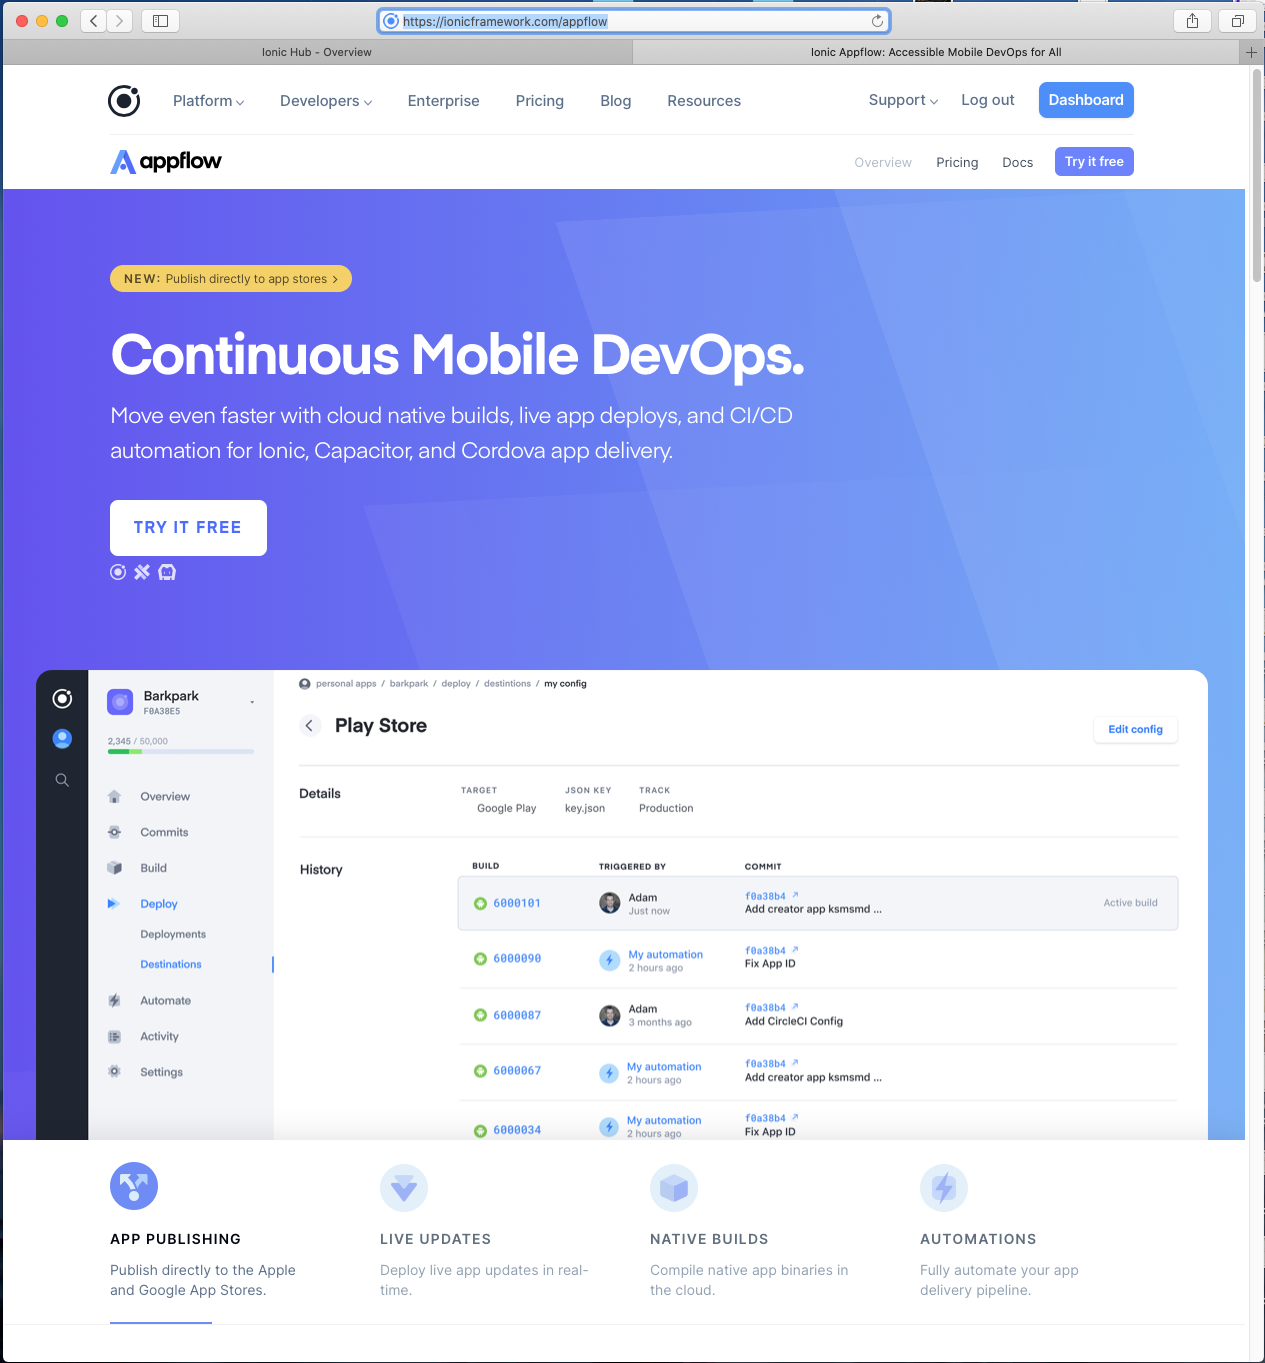 https://ionicframework.com/appflow
Ionic Hub - Overview
Ionic Appflow: Accessible Mobile DevOps for All
Platform
Developers
Enterprise
Pricing
Blog
Resources
Support
Log out
Dashboard
appflow
Overview
Pricing
Docs
Try it free
NEW: Publish directly to app stores >
Continuous Mobile DevOps.
Move even faster with cloud native builds, live app deploys, and CI/CD
automation for Ionic, Capacitor, and Cordova app delivery.
TRY IT FREE
Barkpark
F0A38E5
2,345 / 50,000
Overview
Commits
Build
Deploy
Deployments
Destinations
Automate
Activity
Settings
personal apps / barkpark / deploy / destintions / my config
Play Store
Edit config
Details
TARGET
JSON KEY
TRACK
Google Play
key.json
Production
History
BUILD
TRIGGERED BY
COMMIT
6000101
Adam
Just now
f0a38b4
Add creator app ksmsmd ...
Active build
6000090
My automation
2 hours ago
f0a38b4
Fix App ID
6000087
Adam
3 months ago
f0a38b4
Add CircleCI Config
6000067
My automation
2 hours ago
f0a38b4
Add creator app ksmsmd ...
6000034
My automation
2 hours ago
f0a38b4
Fix App ID
APP PUBLISHING
Publish directly to the Apple
and Google App Stores.
LIVE UPDATES
Deploy live app updates in real-
time.
NATIVE BUILDS
Compile native app binaries in
the cloud.
AUTOMATIONS
Fully automate your app
delivery pipeline.